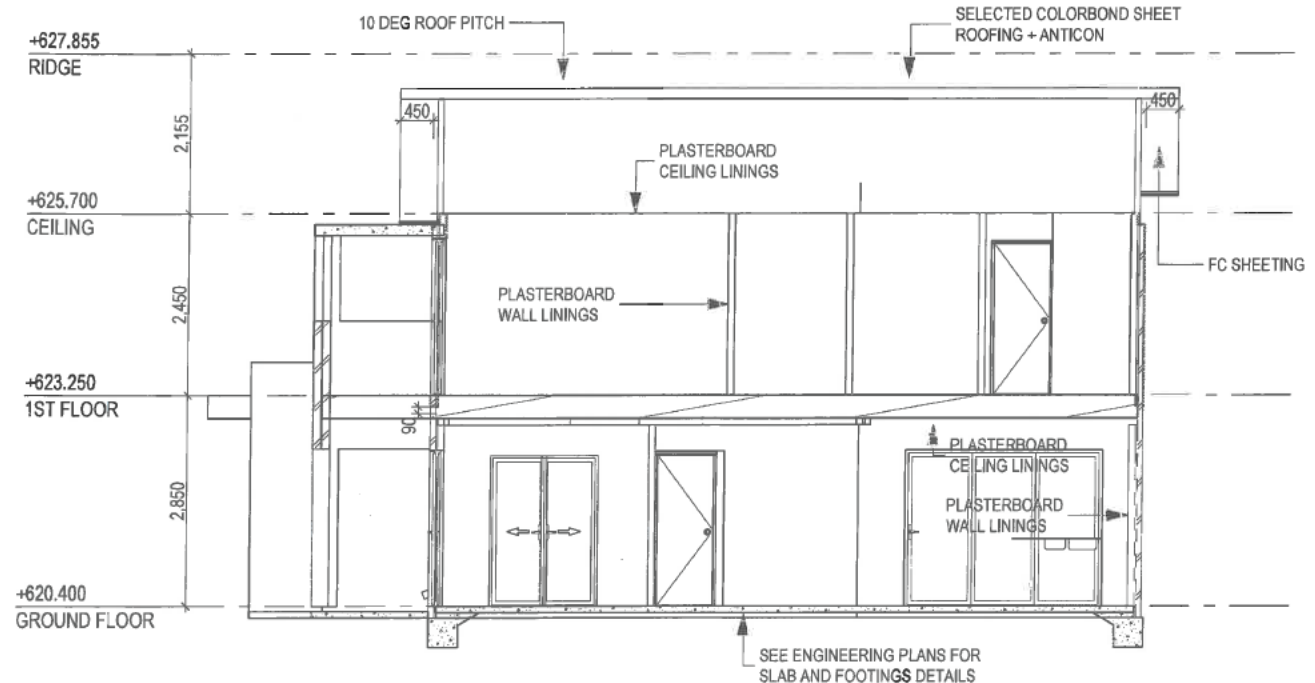 10 DEG ROOF PITCH
SELECTED COLORBOND SHEET
ROOFING + ANTICON
+627.855
RIDGE
450
450
2,155
PLASTERBOARD
CEILING LININGS
+625.700
CEILING
FC SHEETING
2,450
PLASTERBOARD
WALL LININGS
+623.250
1ST FLOOR
90
PLASTERBOARD
CEILING LININGS
2,850
PLASTERBOARD
WALL LININGS
+620.400
GROUND FLOOR
SEE ENGINEERING PLANS FOR
SLAB AND FOOTINGS DETAILS